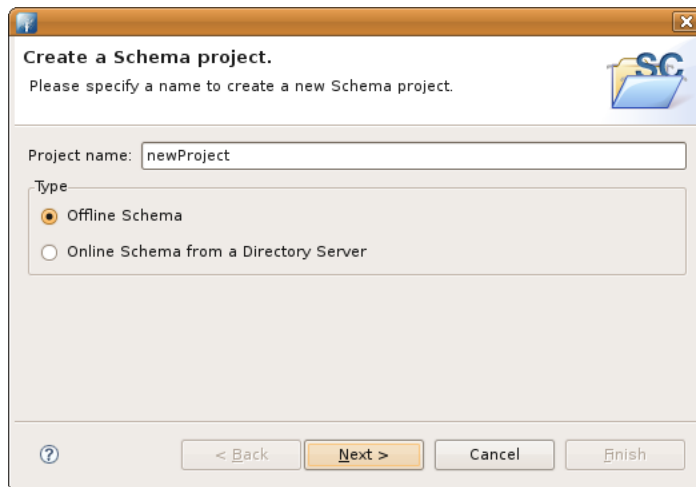 Create a Schema project.
Please specify a name to create a new Schema project.
SC
Project name: newProject
Type
Offline Schema
Online Schema from a Directory Server
? < Back Next > Cancel Finish